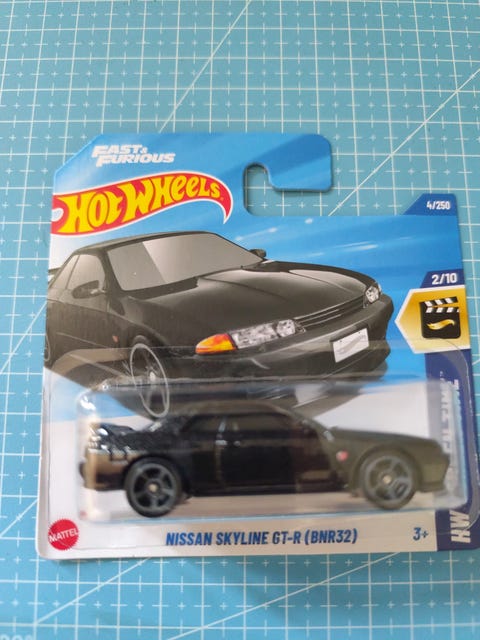 FAST &
FURIOUS
HOT WHEELS
4/250
2/10
HW
MATTEL
NISSAN SKYLINE GT-R (BNR32)
3+